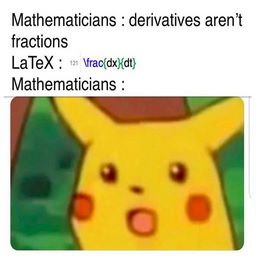 Mathematicians : derivatives aren't
fractions
LaTeX : 121 \frac{dx}{dt}
Mathematicians :